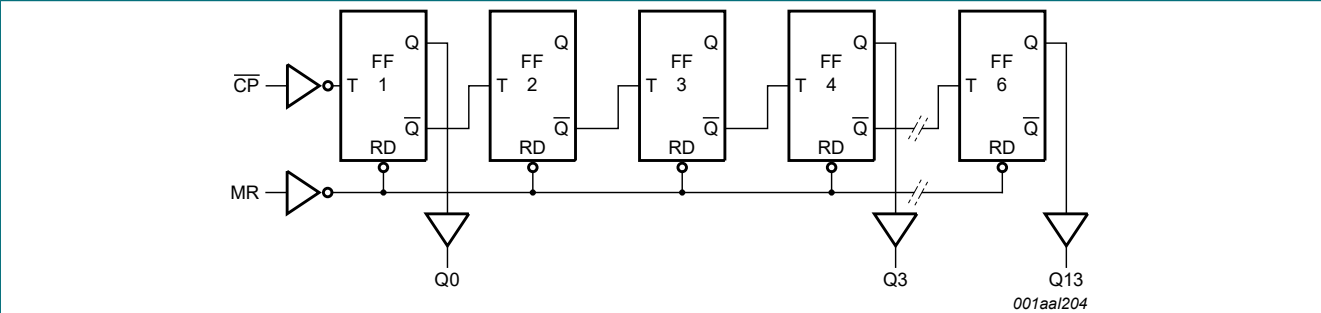 Q Q Q Q Q
FF FF FF FF FF
C̅P̅ T 1 T 2 T 3 T 4 T 6
Q̅ Q̅ Q̅ Q̅ Q̅
RD RD RD RD RD
MR
Q0 Q3 Q13
001aal204